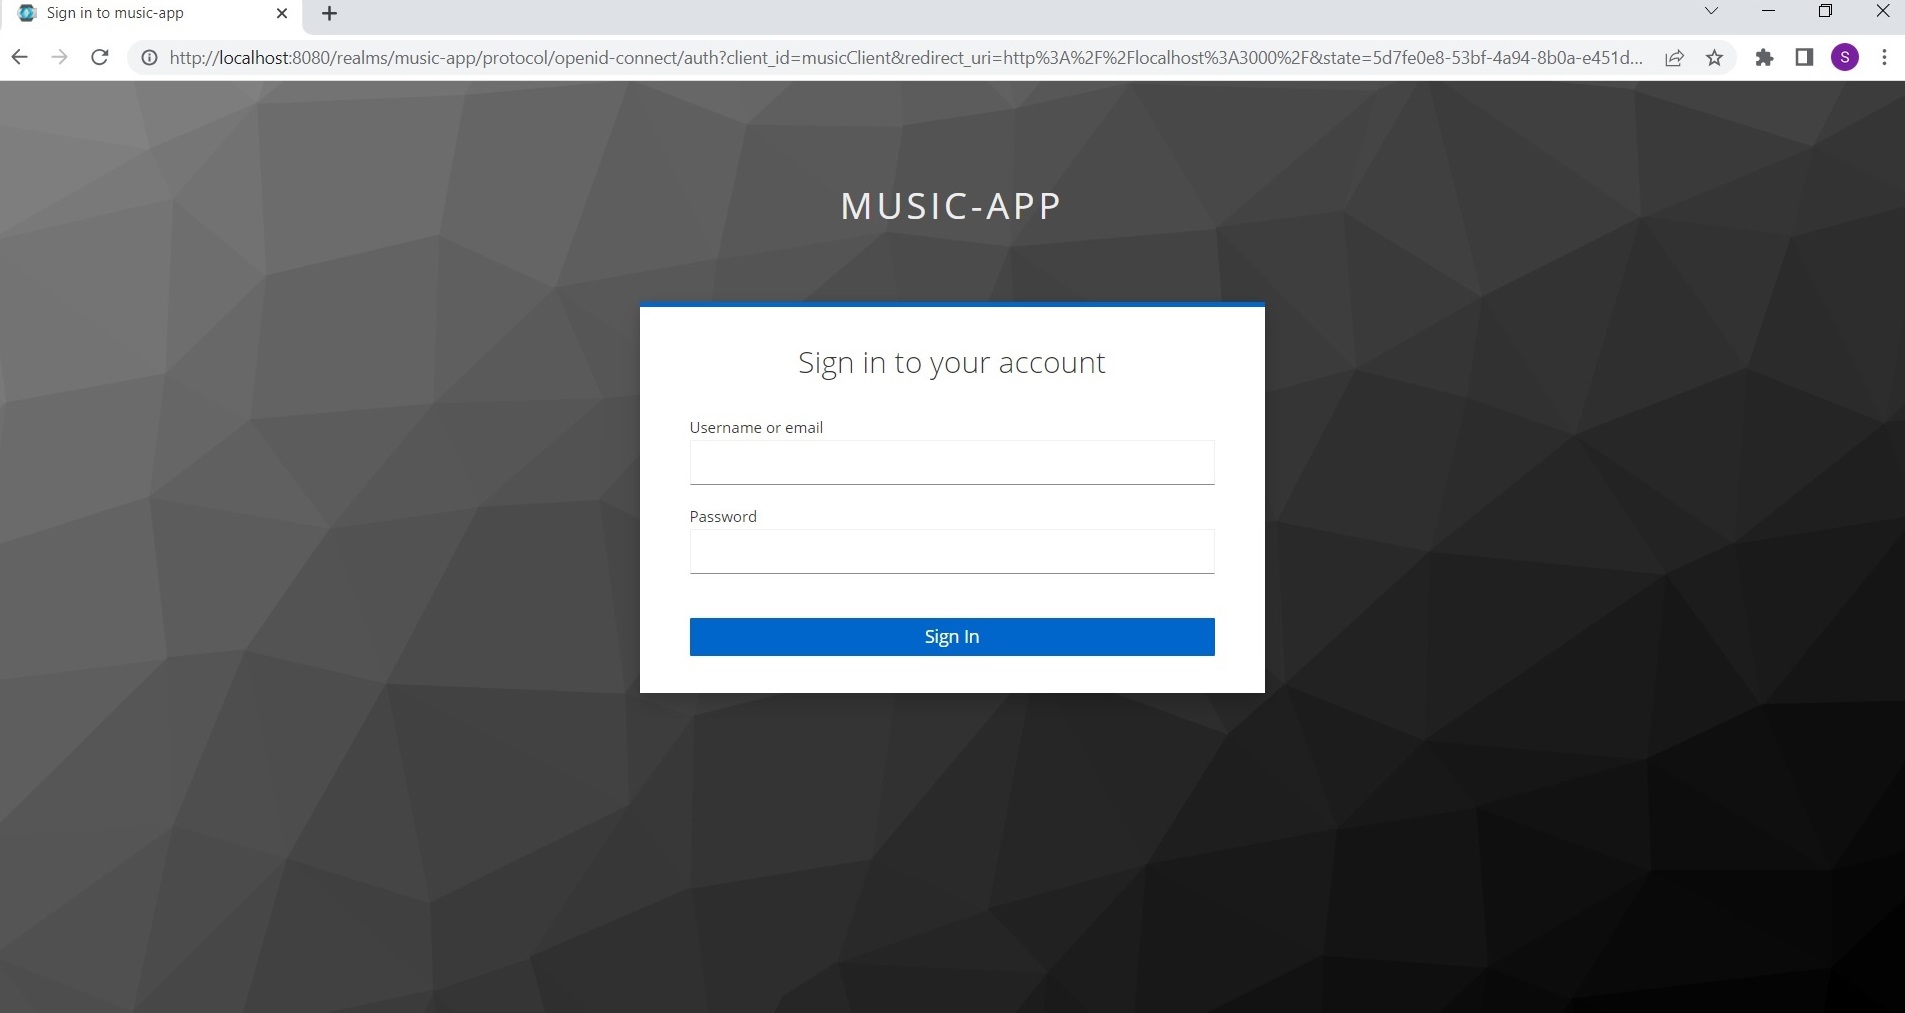 Sign in to music-app
http://localhost:8080/realms/music-app/protocol/openid-connect/auth?client_id=musicClient&redirect_uri=http%3A%2F%2Flocalhost%3A3000%2F&state=5d7fe0e8-53bf-4a94-8b0a-e451d...
S
MUSIC-APP
Sign in to your account
Username or email
Password
Sign In